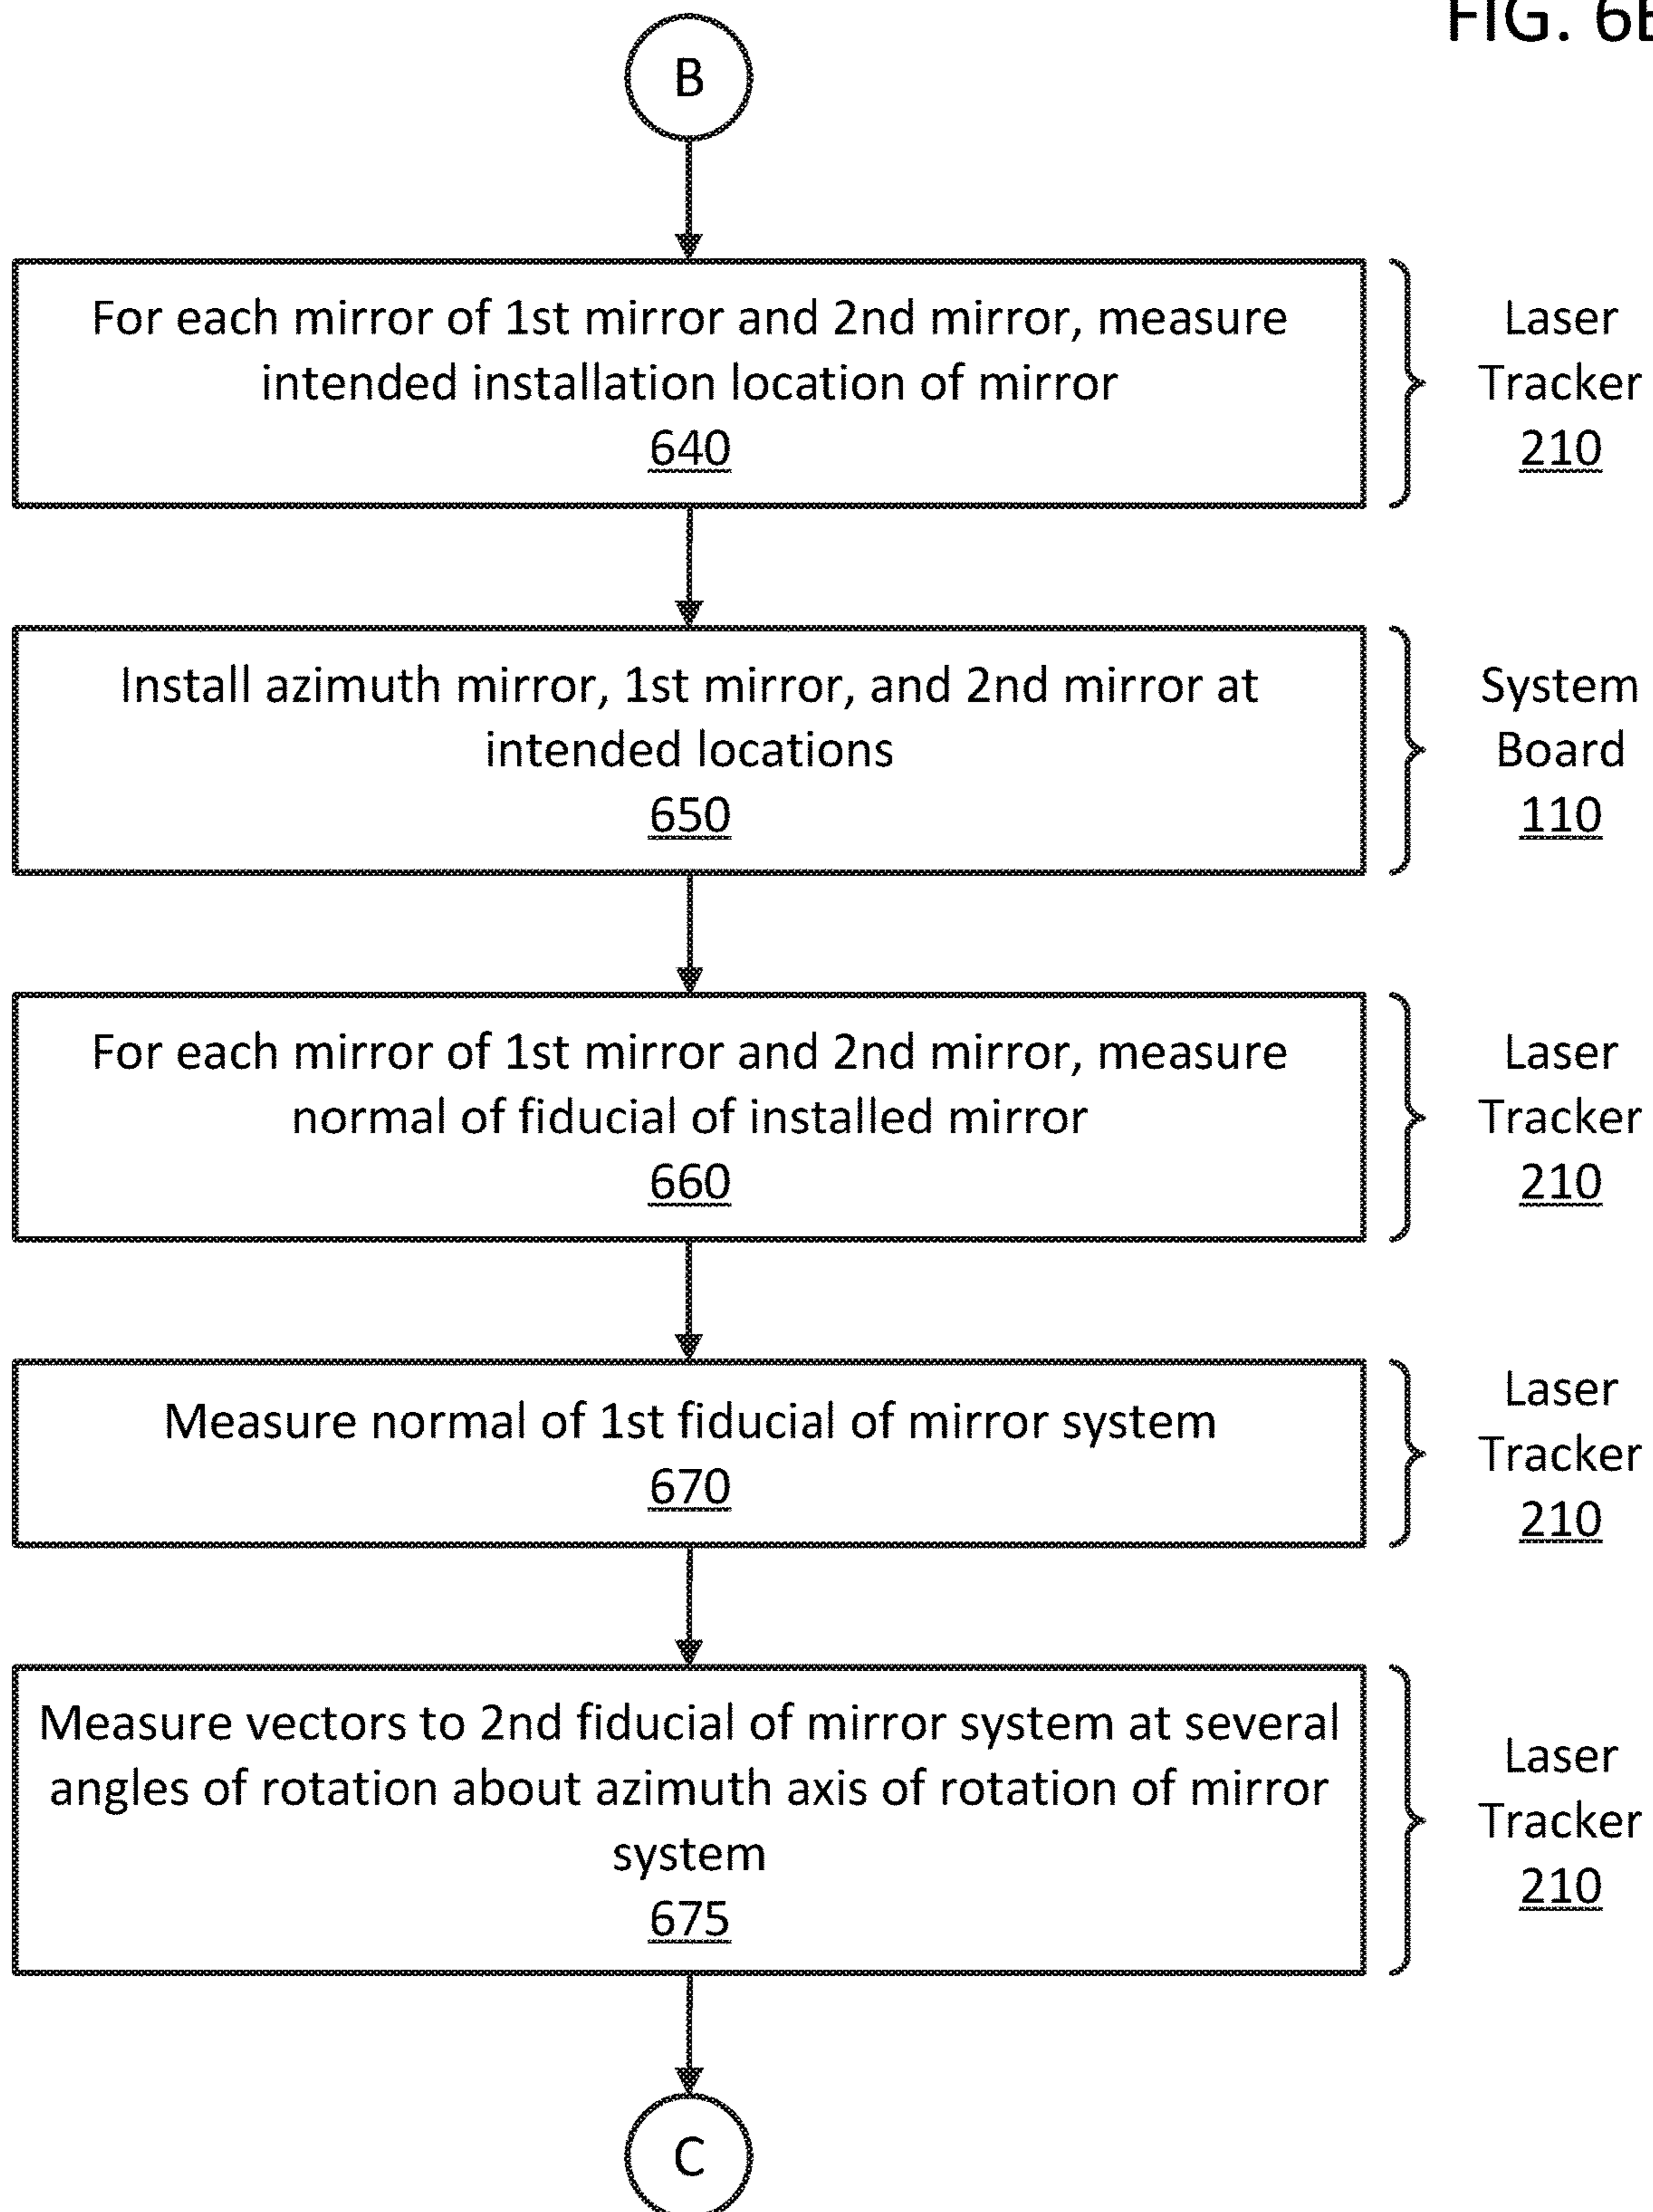 FIG.
B
For each mirror of 1st mirror and 2nd mirror, measure
intended installation location of mirror
640
Laser
Tracker
210
Install azimuth mirror, 1st mirror, and 2nd mirror at
intended locations
650
System
Board
110
For each mirror of 1st mirror and 2nd mirror, measure
normal of fiducial of installed mirror
660
Laser
Tracker
210
Measure normal of 1st fiducial of mirror system
670
Laser
Tracker
210
Measure vectors to 2nd fiducial of mirror system at several
angles of rotation about azimuth axis of rotation of mirror
system
675
Laser
Tracker
210
C